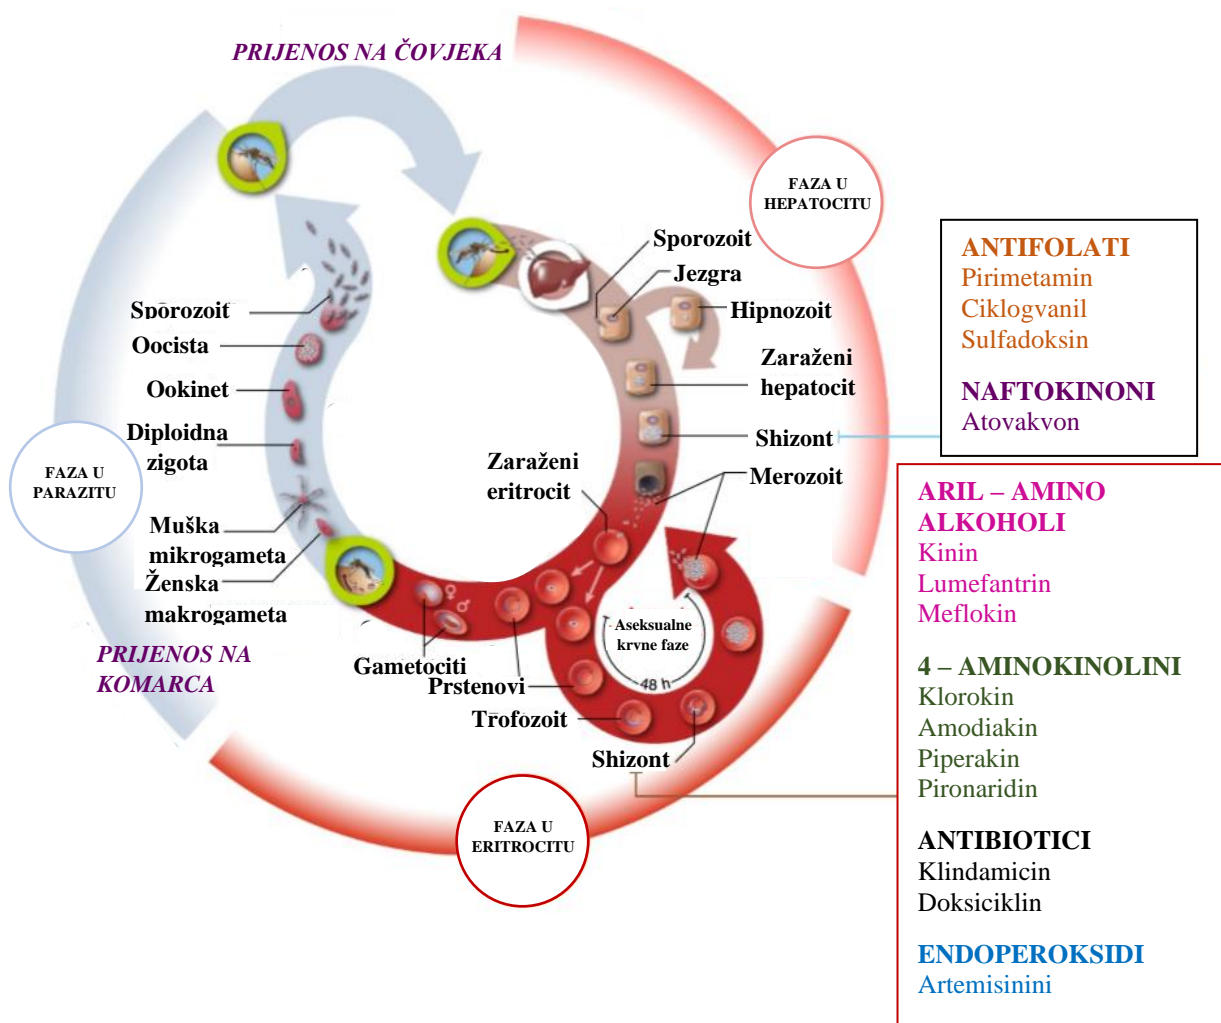 PRIJENOS NA ČOVJEKA
FAZA U
HEPATOCITU
Sporozoit
Jezgra
Hipnozoit
Zaraženi
hepatocit
Shizont
Merozoit
Zaraženi
eritrocit
Sporozoit
Oocista
Ookinet
Diploidna
zigota
FAZA U
PARAZITU
Muška
mikrogameta
Ženska
makrogameta
PRIJENOS NA
KOMARCA
♀
♂
Gametociti
Prstenovi
Trofozoit
Shizont
Aseksualne
krvne faze
48 h
FAZA U
ERITROCITU
ANTIFOLATI
Pirimetamin
Ciklogvanil
Sulfadoksin
NAFTOKINONI
Atovakvon
ARIL – AMINO
ALKOHOLI
Kinin
Lumefantrin
Meflokin
4 – AMINOKINOLINI
Klorokin
Amodiakin
Piperakin
Pironaridin
ANTIBIOTICI
Klindamicin
Doksiciklin
ENDOPEROKSIDI
Artemisinini